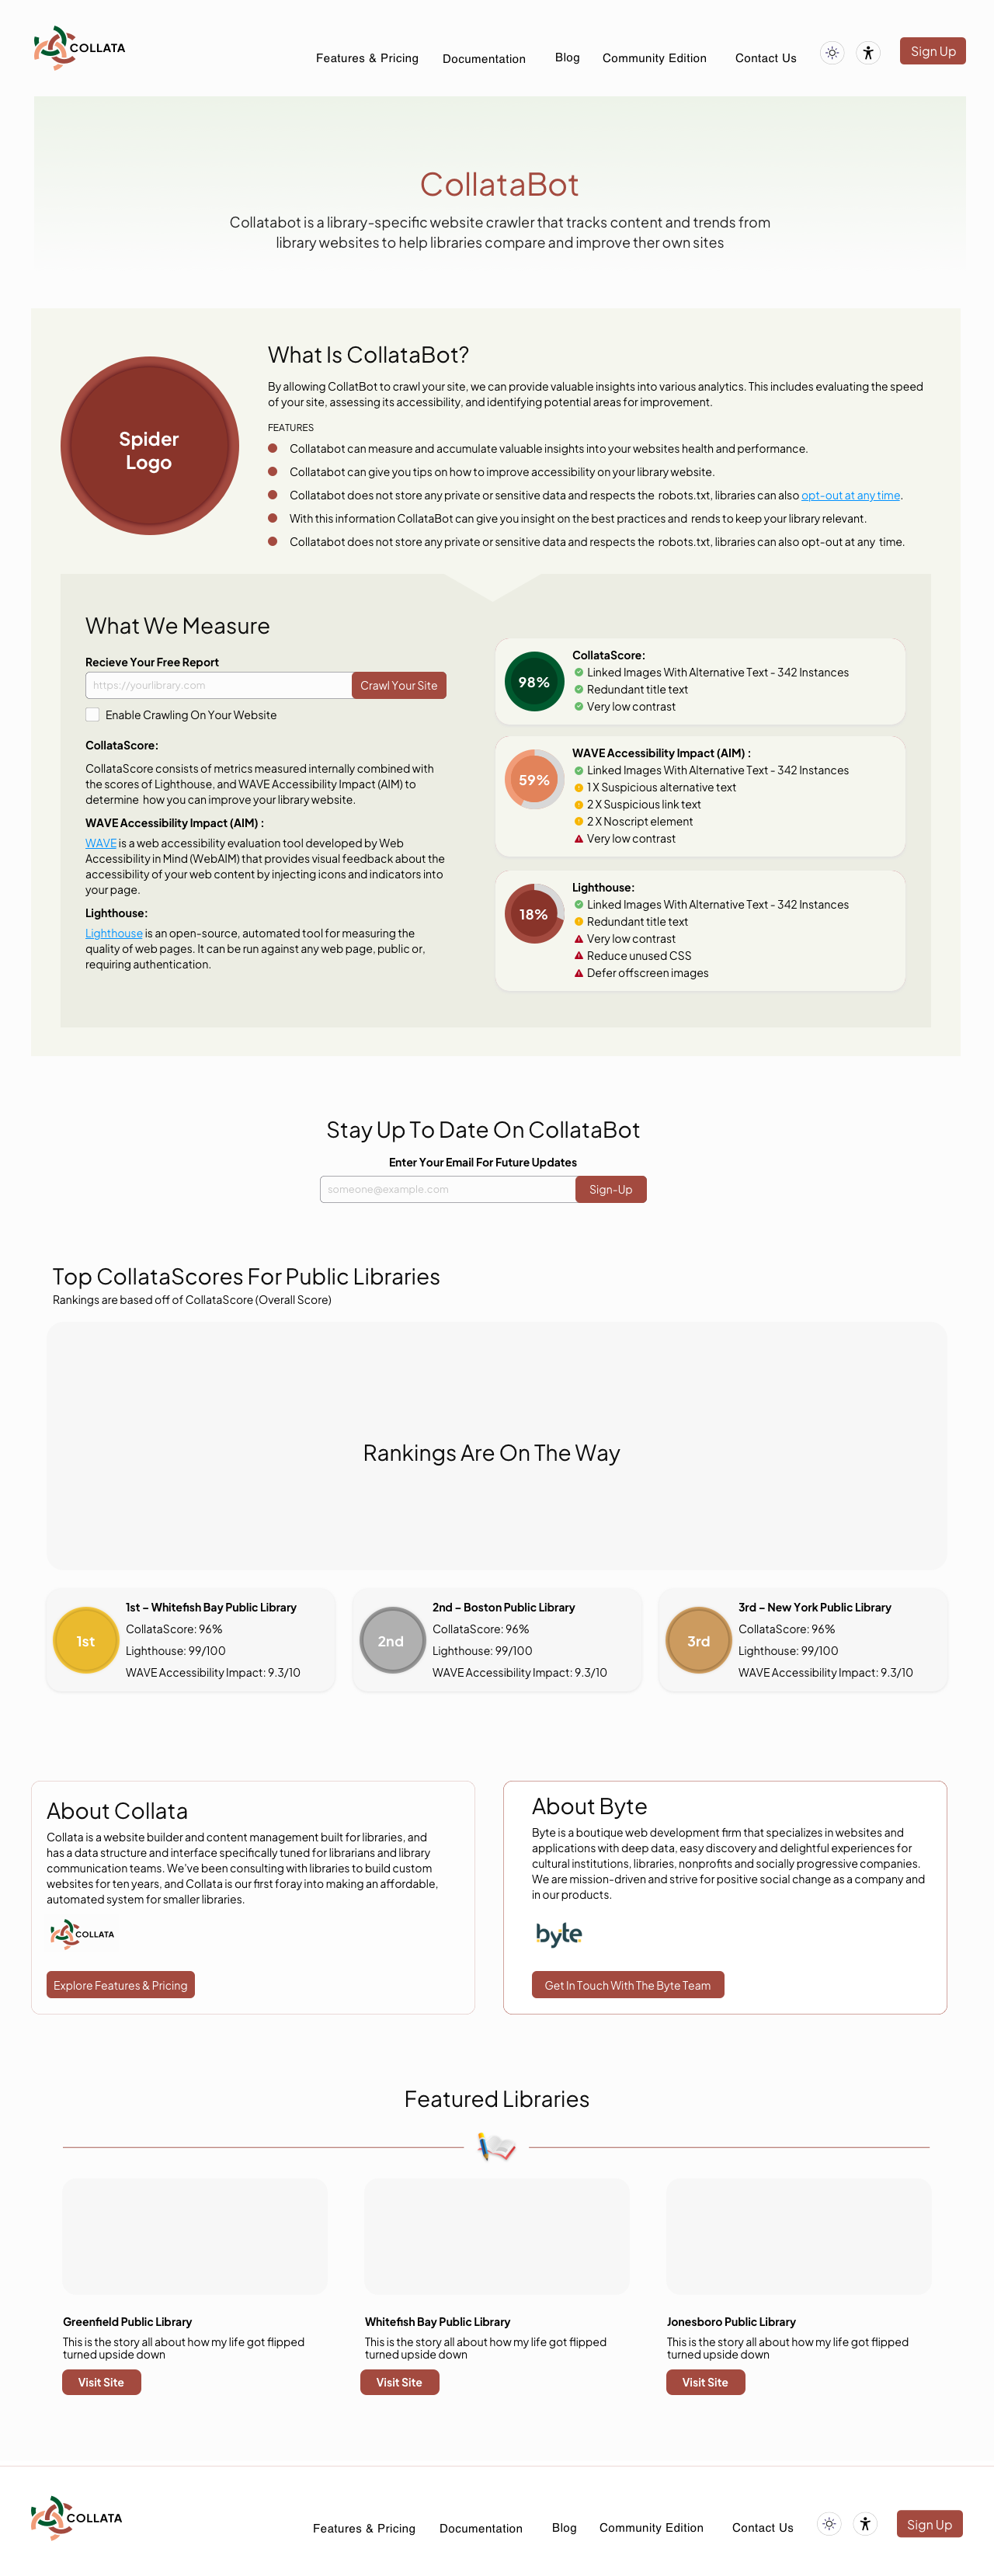 COLLATA
Features & Pricing
Documentation
Blog
Community Edition
Contact Us
Sign Up
CollataBot
Collatabot is a library-specific website crawler that tracks content and trends from
library websites to help libraries compare and improve ther own sites
Spider
Logo
What Is CollataBot?
By allowing CollatBot to crawl your site, we can provide valuable insights into various analytics. This includes evaluating the speed
of your site, assessing its accessibility, and identifying potential areas for improvement.
FEATURES
Collatabot can measure and accumulate valuable insights into your websites health and performance.
Collatabot can give you tips on how to improve accessibility on your library website.
Collatabot does not store any private or sensitive data and respects the robots.txt, libraries can also opt-out at any time.
With this information CollataBot can give you insight on the best practices and rends to keep your library relevant.
Collatabot does not store any private or sensitive data and respects the robots.txt, libraries can also opt-out at any time.
What We Measure
Recieve Your Free Report
https://yourlibrary.com
Crawl Your Site
Enable Crawling On Your Website
CollataScore:
CollataScore consists of metrics measured internally combined with
the scores of Lighthouse, and WAVE Accessibility Impact (AIM) to
determine how you can improve your library website.
WAVE Accessibility Impact (AIM) :
WAVE is a web accessibility evaluation tool developed by Web
Accessibility in Mind (WebAIM) that provides visual feedback about the
accessibility of your web content by injecting icons and indicators into
your page.
Lighthouse:
Lighthouse is an open-source, automated tool for measuring the
quality of web pages. It can be run against any web page, public or,
requiring authentication.
98%
CollataScore:
Linked Images With Alternative Text - 342 Instances
Redundant title text
Very low contrast
59%
WAVE Accessibility Impact (AIM) :
Linked Images With Alternative Text - 342 Instances
1 X Suspicious alternative text
2 X Suspicious link text
2 X Noscript element
Very low contrast
18%
Lighthouse:
Linked Images With Alternative Text - 342 Instances
Redundant title text
Very low contrast
Reduce unused CSS
Defer offscreen images
Stay Up To Date On CollataBot
Enter Your Email For Future Updates
someone@example.com
Sign-Up
Top CollataScores For Public Libraries
Rankings are based off of CollataScore (Overall Score)
Rankings Are On The Way
1st
1st – Whitefish Bay Public Library
CollataScore: 96%
Lighthouse: 99/100
WAVE Accessibility Impact: 9.3/10
2nd
2nd – Boston Public Library
CollataScore: 96%
Lighthouse: 99/100
WAVE Accessibility Impact: 9.3/10
3rd
3rd – New York Public Library
CollataScore: 96%
Lighthouse: 99/100
WAVE Accessibility Impact: 9.3/10
About Collata
Collata is a website builder and content management built for libraries, and
has a data structure and interface specifically tuned for librarians and library
communication teams. We've been consulting with libraries to build custom
websites for ten years, and Collata is our first foray into making an affordable,
automated system for smaller libraries.
COLLATA
Explore Features & Pricing
About Byte
Byte is a boutique web development firm that specializes in websites and
applications with deep data, easy discovery and delightful experiences for
cultural institutions, libraries, nonprofits and socially progressive companies.
We are mission-driven and strive for positive social change as a company and
in our products.
byte
Get In Touch With The Byte Team
Featured Libraries
Greenfield Public Library
This is the story all about how my life got flipped
turned upside down
Visit Site
Whitefish Bay Public Library
This is the story all about how my life got flipped
turned upside down
Visit Site
Jonesboro Public Library
This is the story all about how my life got flipped
turned upside down
Visit Site
COLLATA
Features & Pricing
Documentation
Blog
Community Edition
Contact Us
Sign Up